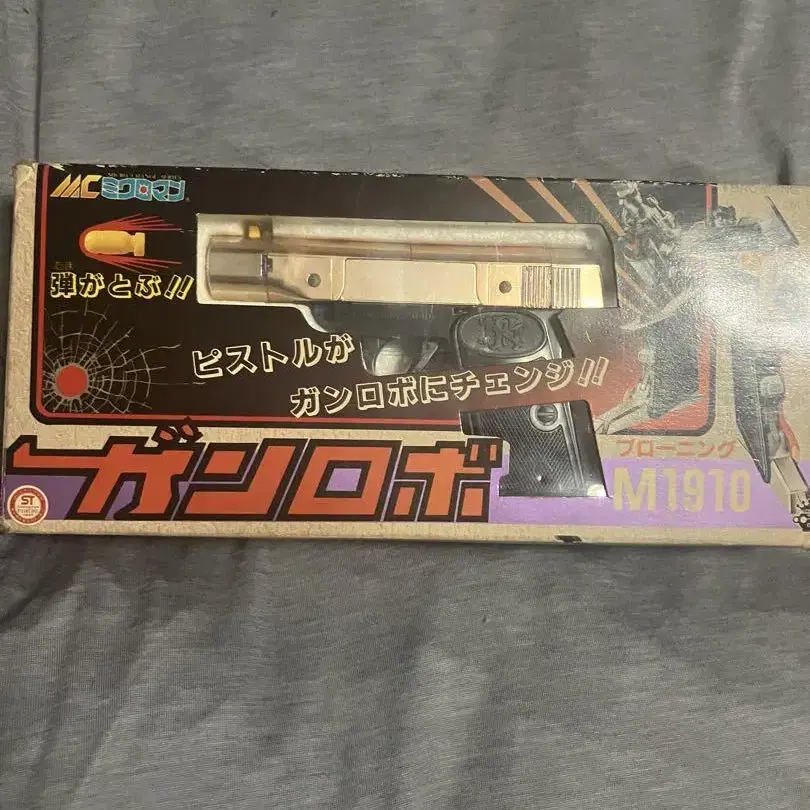 MC ミクロマン
弾がとぶ!!
ピストルが
ガンロボにチェンジ!!
ガンロボ
ブローニング
M1910
ST